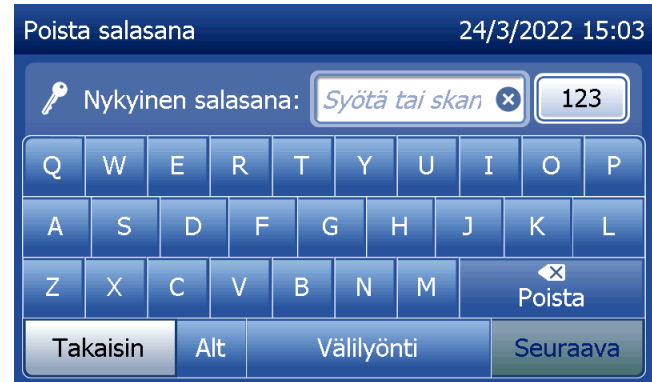 Poista salasana 24/3/2022 15:03
Nykyinen salasana: Syötä tai skan 123
Q W E R T Y U I O P
A S D F G H J K L
Z X C V B N M Poista
Takaisin Alt Välilyönti Seuraava